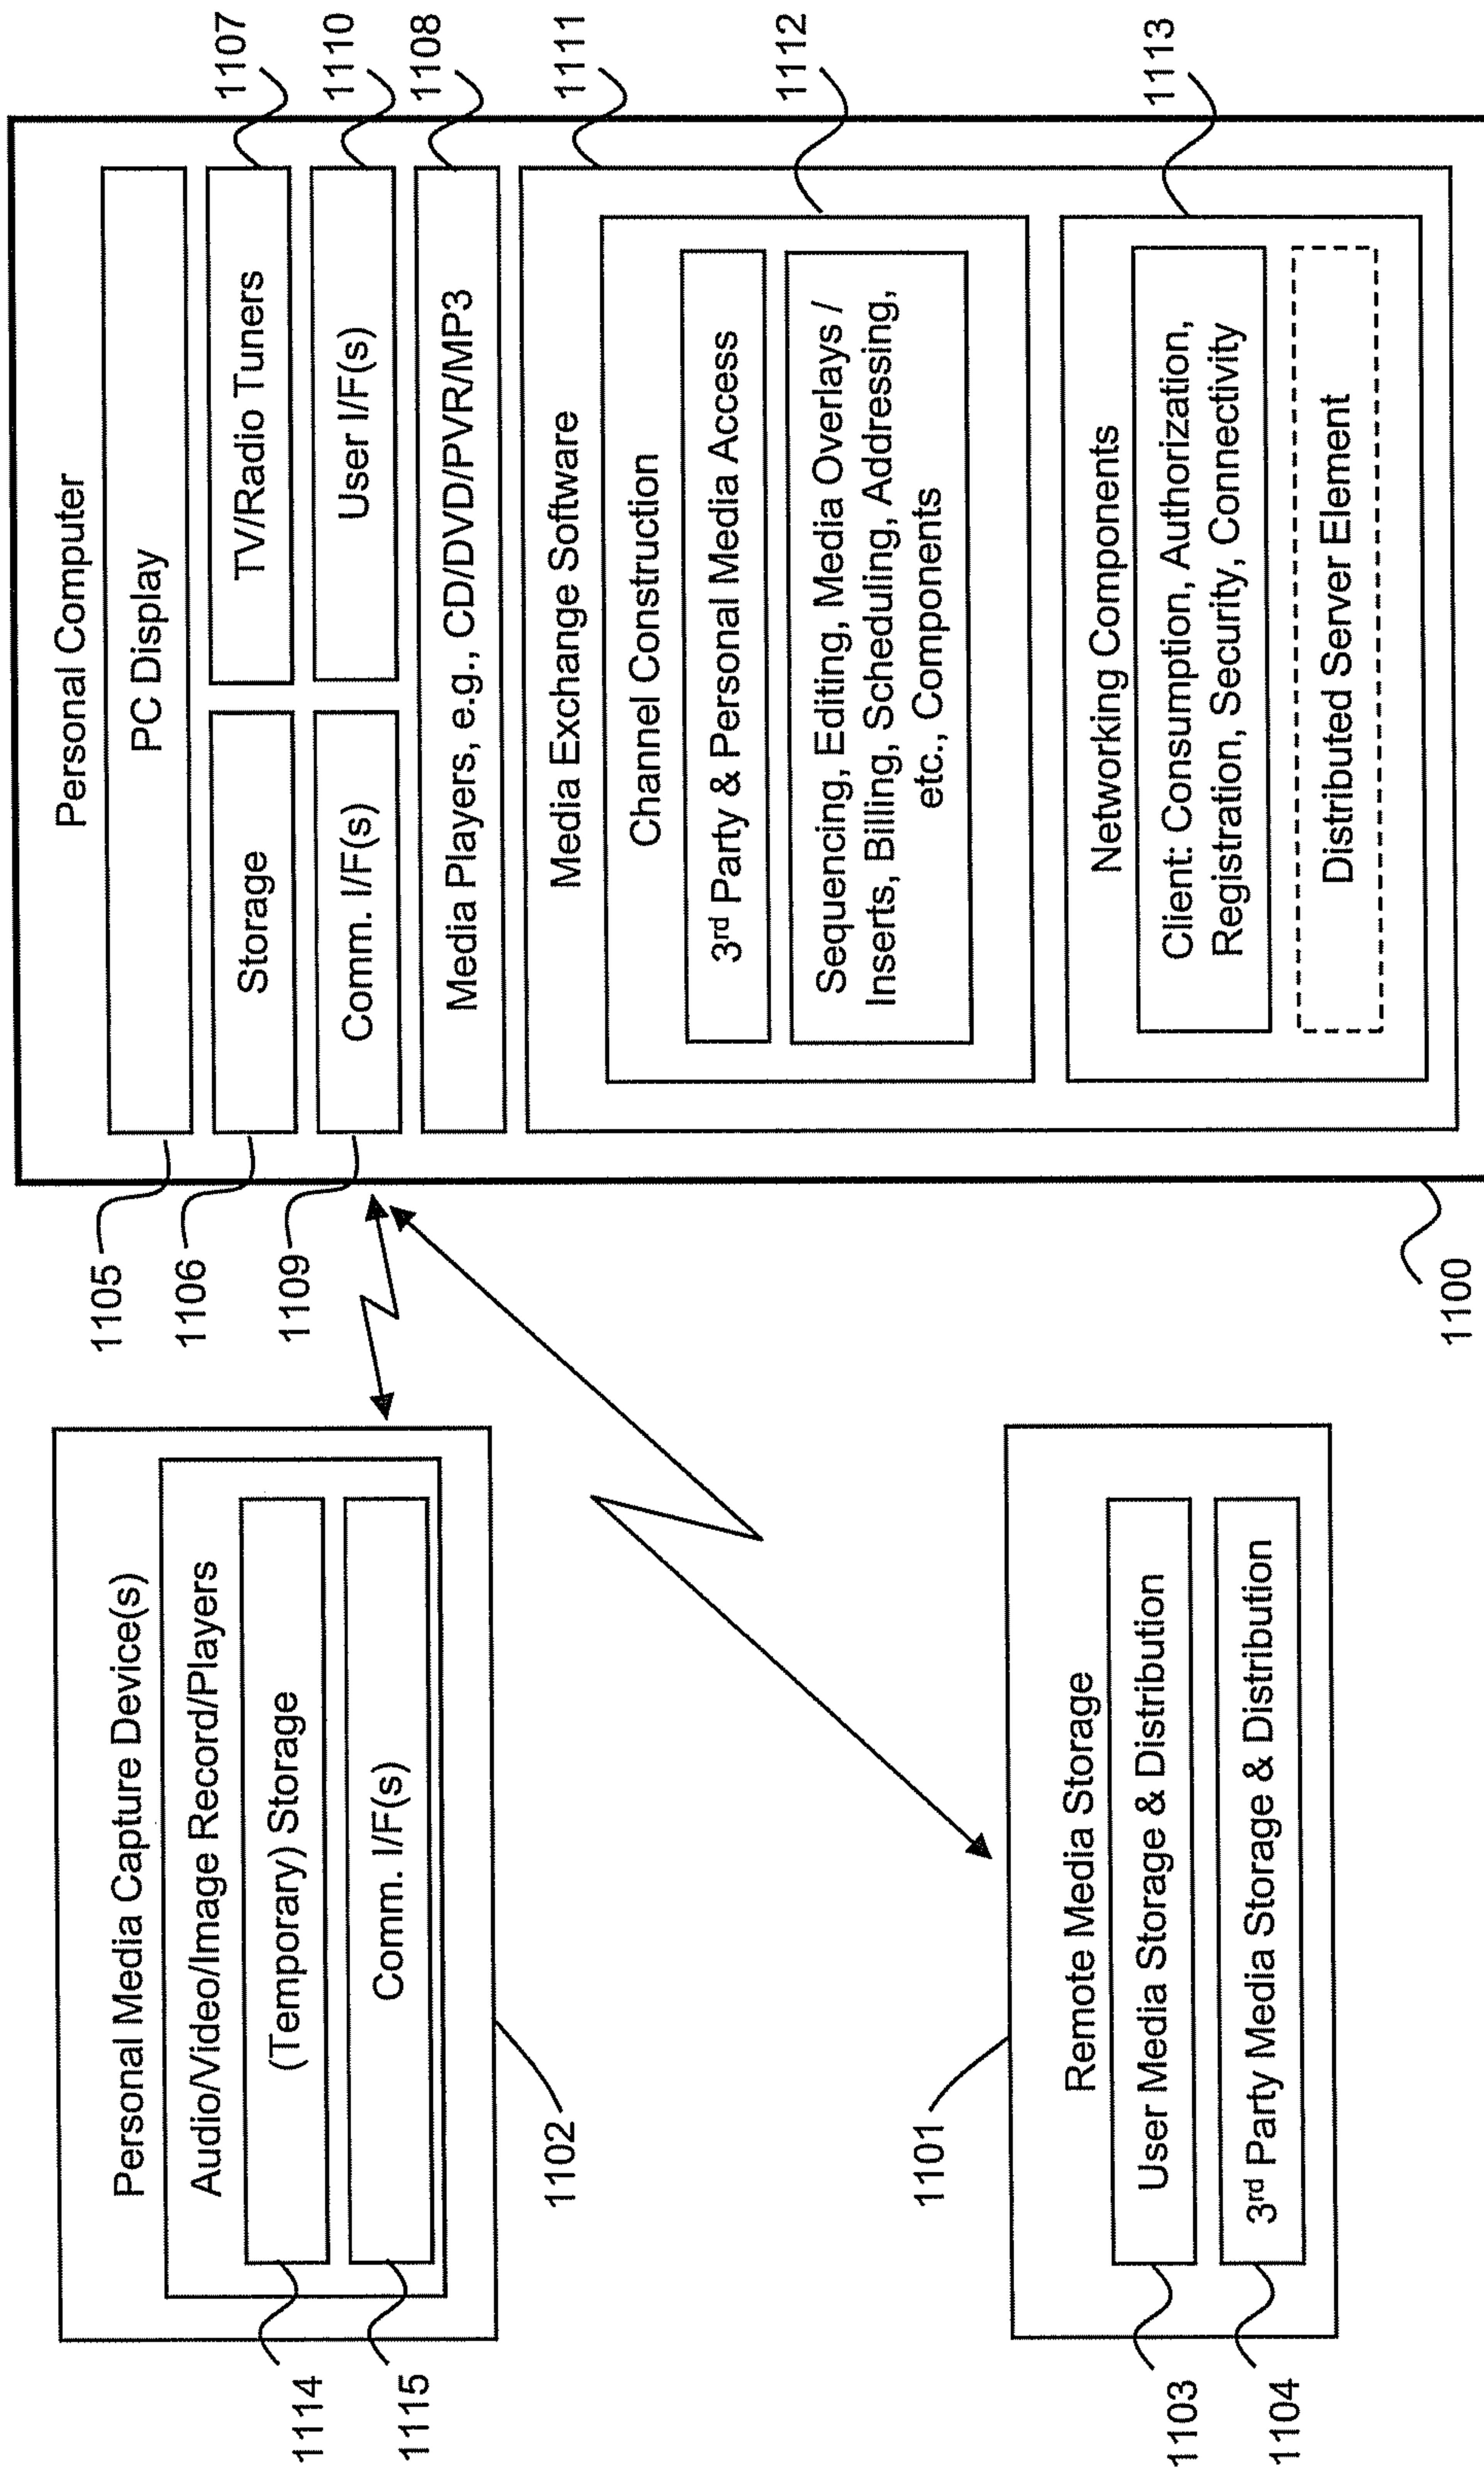 Personal Media Capture Device(s)
Audio/Video/Image Record/Players
(Temporary) Storage
Comm. I/F(s)
1114
1115
1102
Remote Media Storage
User Media Storage & Distribution
3rd Party Media Storage & Distribution
1101
1103
1104
Personal Computer
PC Display
Storage
TV/Radio Tuners
Comm. I/F(s)
User I/F(s)
Media Players, e.g., CD/DVD/PVR/MP3
Media Exchange Software
Channel Construction
3rd Party & Personal Media Access
Sequencing, Editing, Media Overlays /
Inserts, Billing, Scheduling, Addressing,
etc., Components
Networking Components
Client: Consumption, Authorization,
Registration, Security, Connectivity
Distributed Server Element
1105
1106
1109
1100
1107
1110
1108
1111
1112
1113